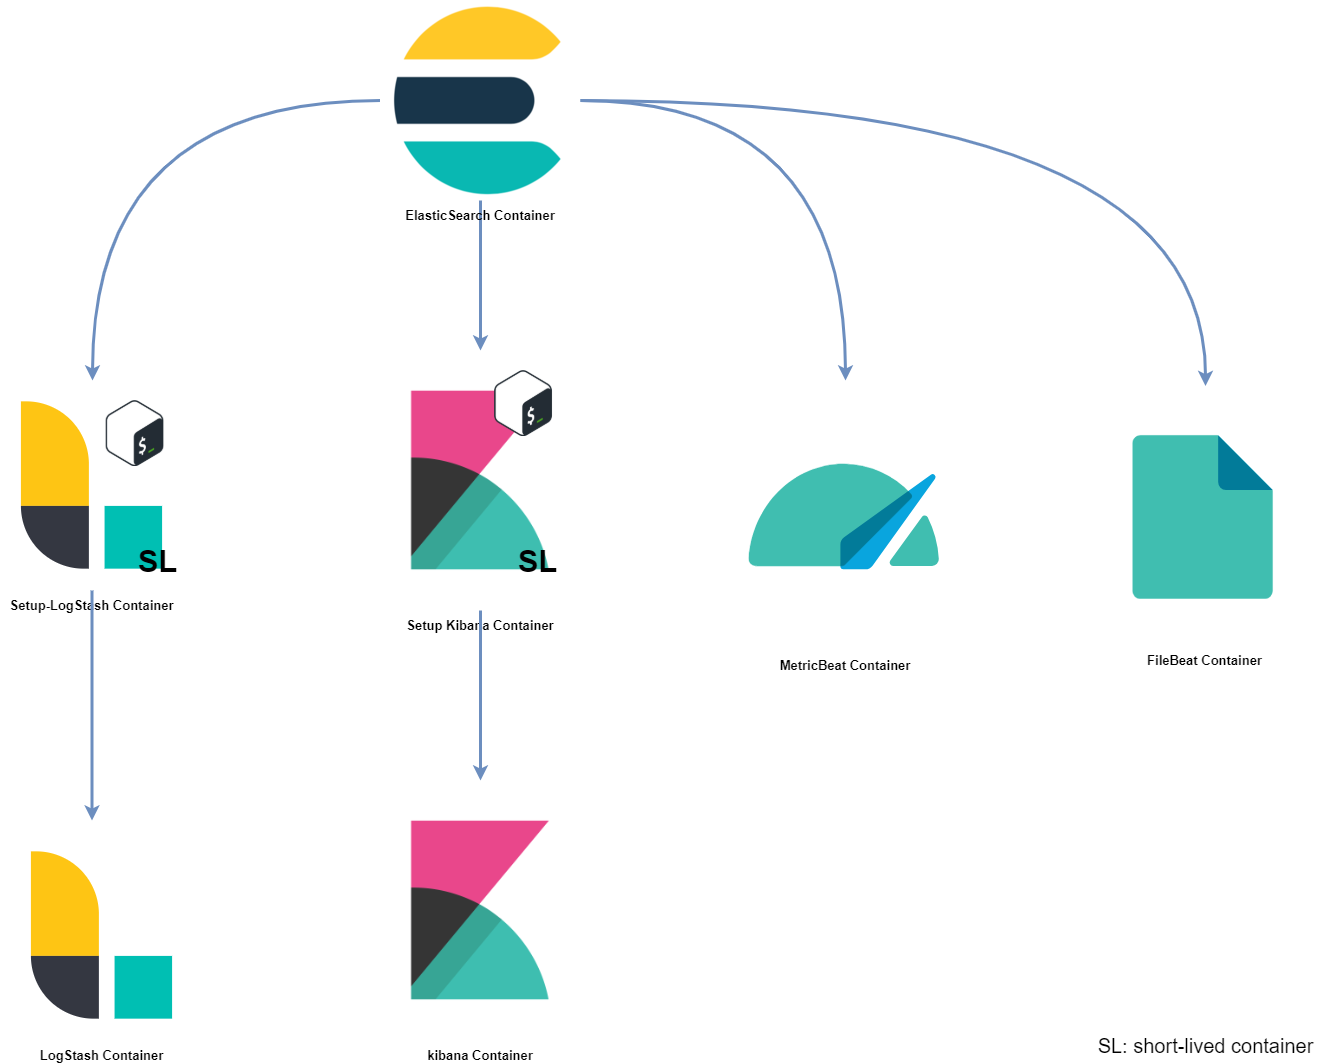 ElasticSearch Container
$_
$_
SL
SL
Setup-LogStash Container
Setup Kibana Container
MetricBeat Container
FileBeat Container
LogStash Container
kibana Container
SL: short-lived container